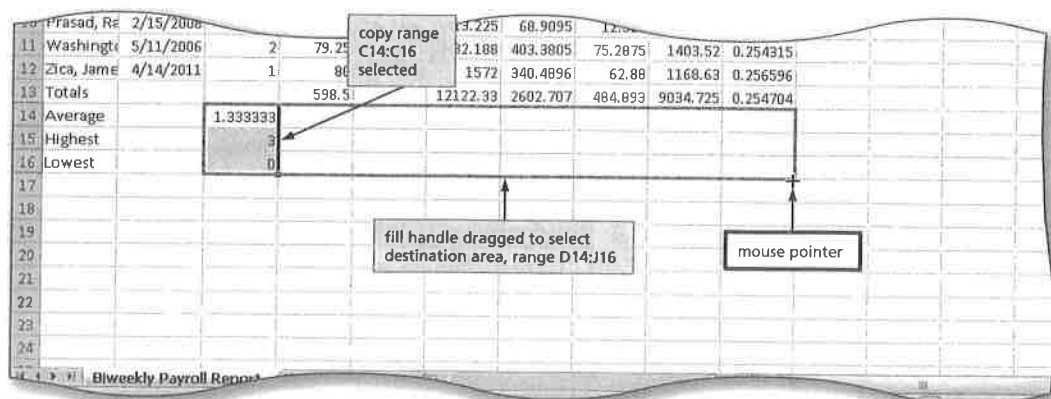 Prasad, Ra 2/15/2008 68.9095
11 Washingto 5/11/2006 2 79.25 403.3805 75.2875 1403.52 0.254315
12 Zica, Jame 4/14/2011 1 1572 340.4896 62.88 1168.63 0.256596
13 Totals 598.5 12122.33 2602.707 484.893 9034.725 0.254704
14 Average 1.333333
15 Highest 3
16 Lowest 0
17
18
19
20
21
22
23
24
Biweekly Payroll Report
copy range
C14:C16
selected
fill handle dragged to select
destination area, range D14:J16
mouse pointer